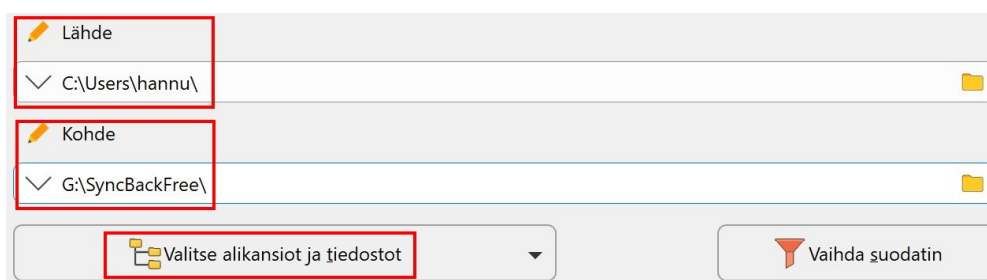 Lähde
C:\Users\hannu\
Kohde
G:\SyncBackFree\
Valitse alikansiot ja tiedostot
Vaihda suodatin